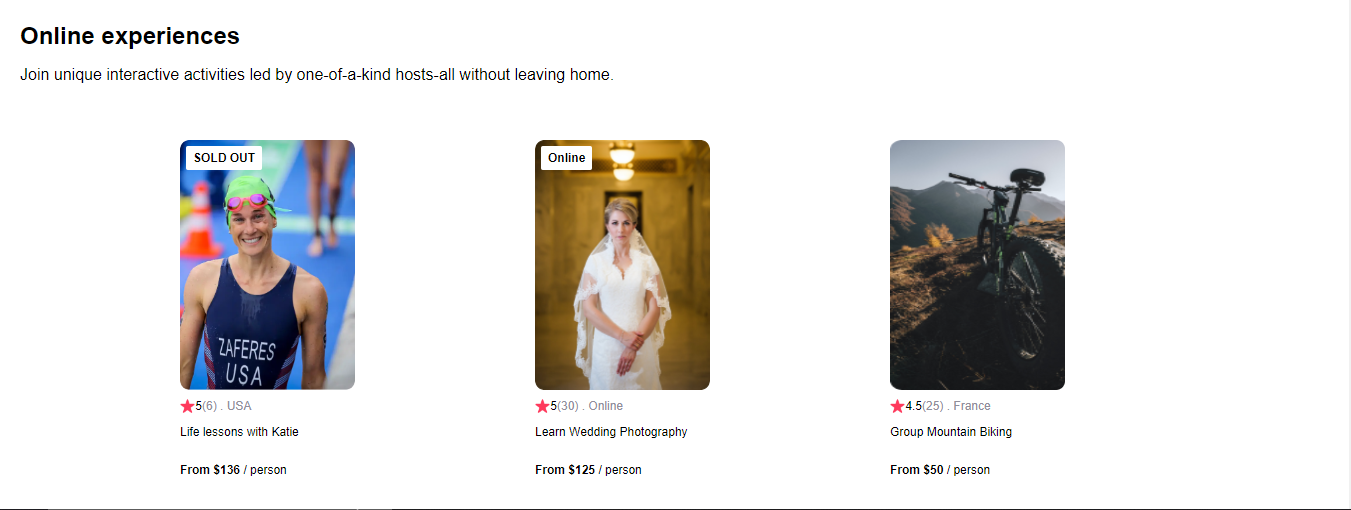 Online experiences
Join unique interactive activities led by one-of-a-kind hosts-all without leaving home.
SOLD OUT
ZAFERES
USA
5(6) . USA
Life lessons with Katie
From $136 / person
Online
5(30) . Online
Learn Wedding Photography
From $125 / person
4.5(25) . France
Group Mountain Biking
From $50 / person